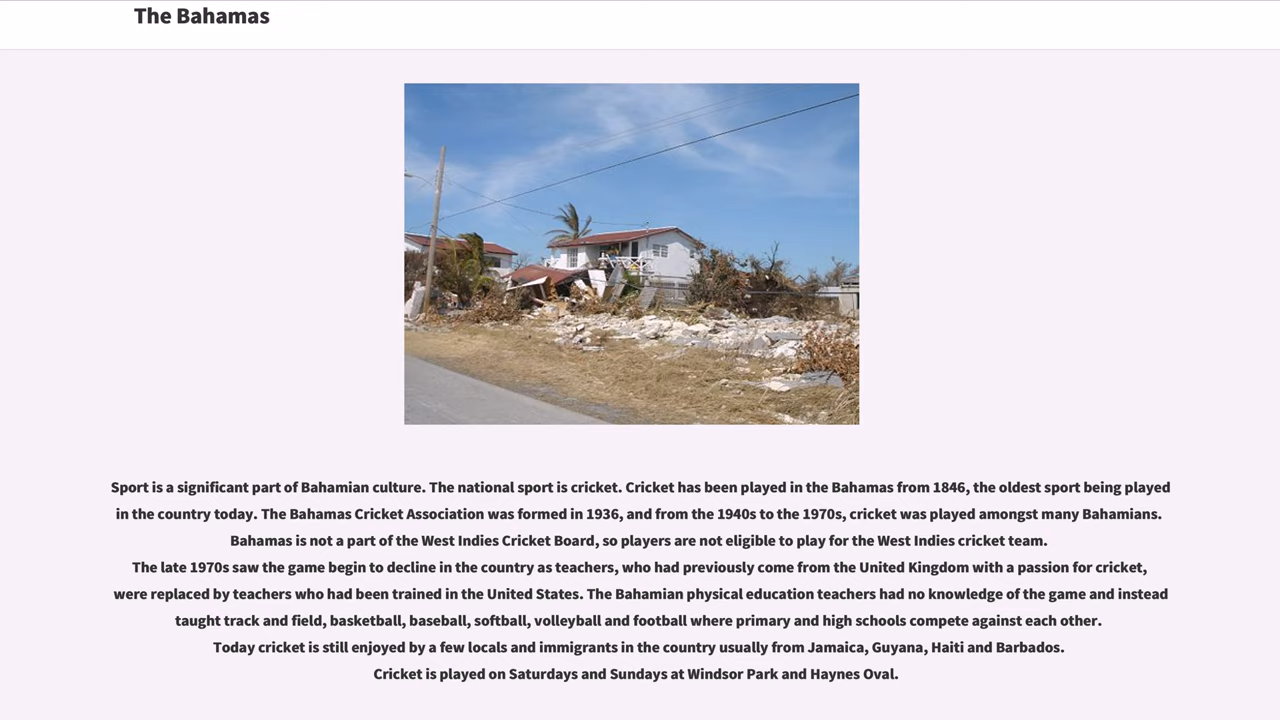 The Bahamas
Sport is a significant part of Bahamian culture. The national sport is cricket. Cricket has been played in the Bahamas from 1846, the oldest sport being played
in the country today. The Bahamas Cricket Association was formed in 1936, and from the 1940s to the 1970s, cricket was played amongst many Bahamians.
Bahamas is not a part of the West Indies Cricket Board, so players are not eligible to play for the West Indies cricket team.
The late 1970s saw the game begin to decline in the country as teachers, who had previously come from the United Kingdom with a passion for cricket,
were replaced by teachers who had been trained in the United States. The Bahamian physical education teachers had no knowledge of the game and instead
taught track and field, basketball, baseball, softball, volleyball and football where primary and high schools compete against each other.
Today cricket is still enjoyed by a few locals and immigrants in the country usually from Jamaica, Guyana, Haiti and Barbados.
Cricket is played on Saturdays and Sundays at Windsor Park and Haynes Oval.